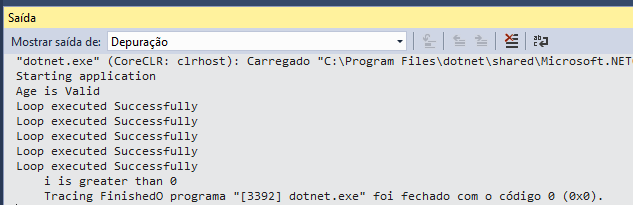 Saída
Mostrar saída de: Depuração
"dotnet.exe" (CoreCLR: clrhost): Carregado "C:\Program Files\dotnet\shared\Microsoft.NET
Starting application
Age is Valid
Loop executed Successfully
Loop executed Successfully
Loop executed Successfully
Loop executed Successfully
Loop executed Successfully
i is greater than 0
Tracing FinishedO programa "[3392] dotnet.exe" foi fechado com o código 0 (0x0).